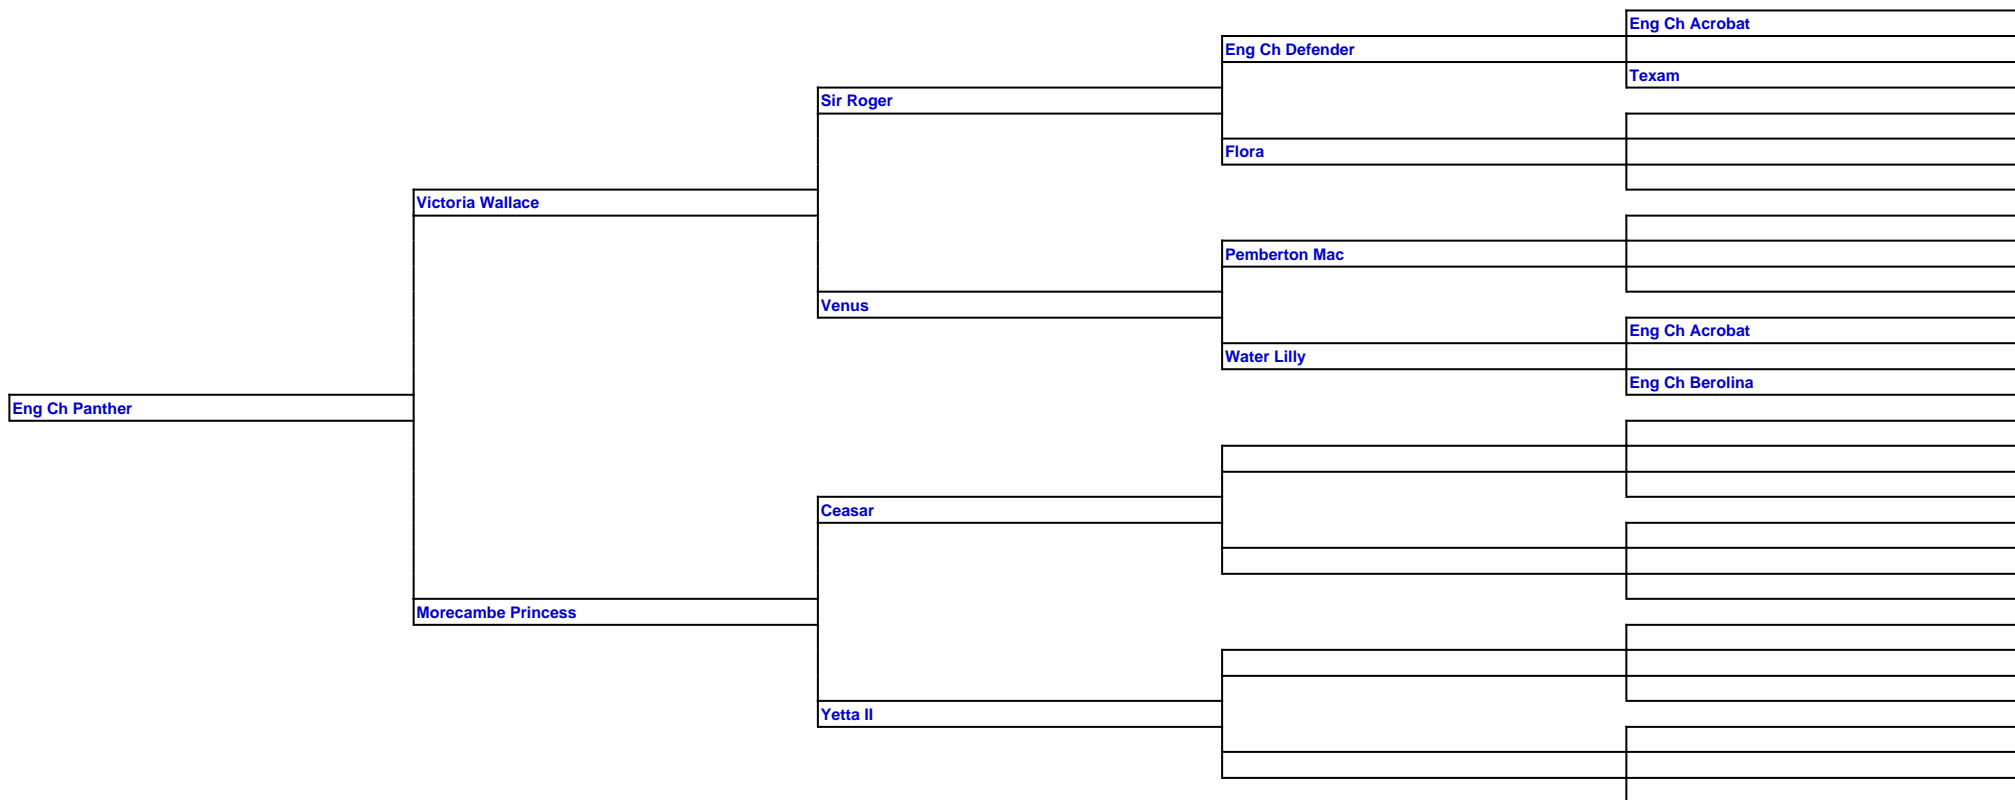 Eng Ch Acrobat
Eng Ch Defender
Texam
Sir Roger
Flora
Victoria Wallace
Pemberton Mac
Venus
Eng Ch Acrobat
Water Lilly
Eng Ch Berolina
Eng Ch Panther
Ceasar
Morecambe Princess
Yetta II